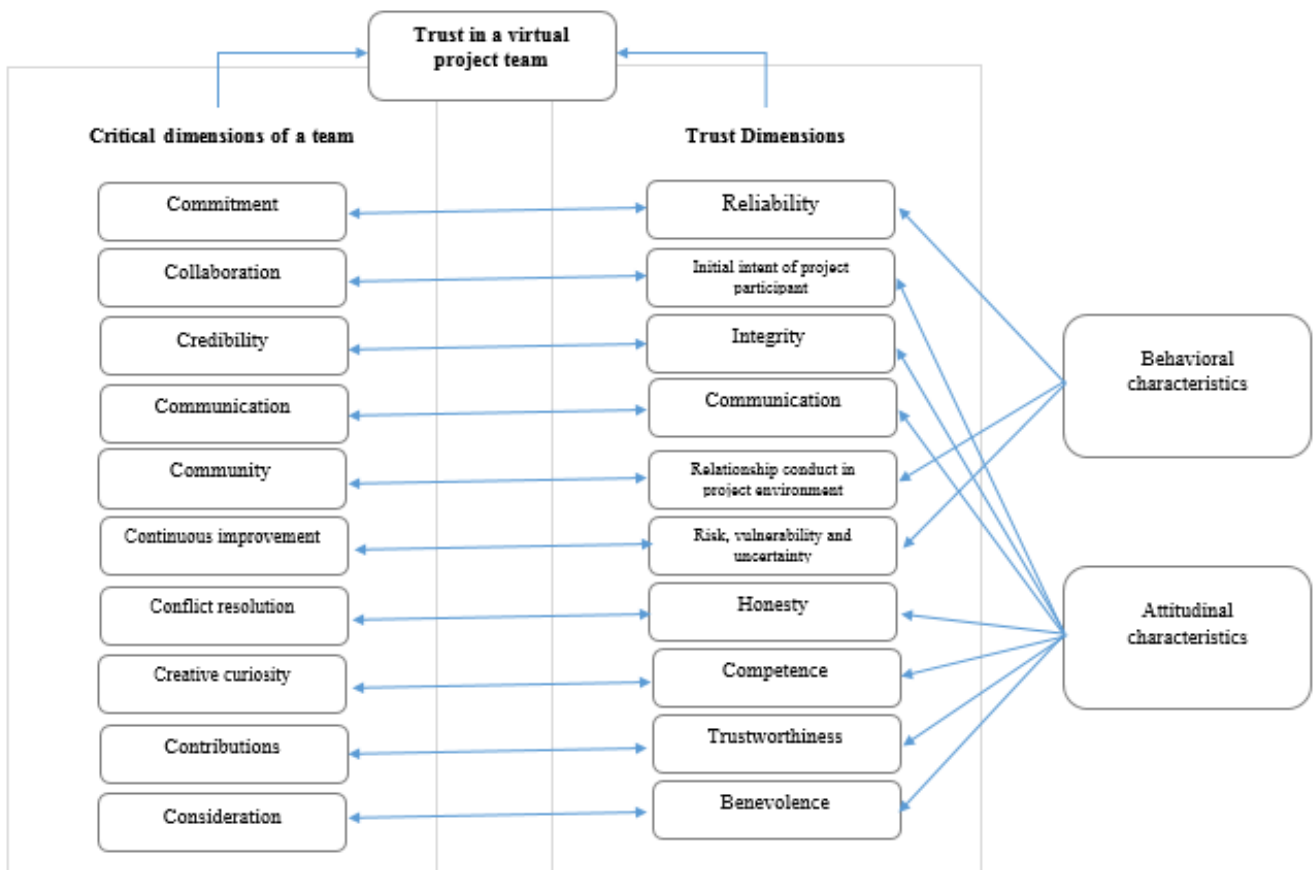 Trust in a virtual
project team
Critical dimensions of a team
Trust Dimensions
Commitment
Reliability
Collaboration
Initial intent of project
participant
Credibility
Integrity
Communication
Communication
Community
Relationship conduct in
project environment
Continuous improvement
Risk, vulnerability and
uncertainty
Conflict resolution
Honesty
Creative curiosity
Competence
Contributions
Trustworthiness
Consideration
Benevolence
Behavioral
characteristics
Attitudinal
characteristics